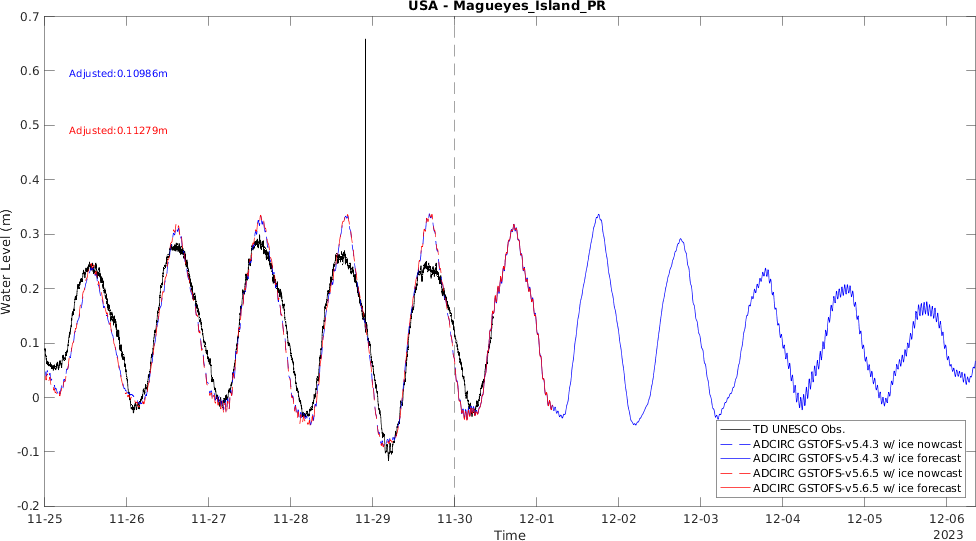 USA - Magueyes_Island_PR
0.7
0.6
0.5
0.4
0.3
0.2
0.1
0
-0.1
-0.2
Water Level (m)
Adjusted:0.10986m
Adjusted:0.11279m
TD UNESCO Obs.
ADCIRC GSTOFS-v5.4.3 w/ ice nowcast
ADCIRC GSTOFS-v5.4.3 w/ ice forecast
ADCIRC GSTOFS-v5.6.5 w/ ice nowcast
ADCIRC GSTOFS-v5.6.5 w/ ice forecast
11-25 11-26 11-27 11-28 11-29 11-30 12-01 12-02 12-03 12-04 12-05 12-06
Time
2023